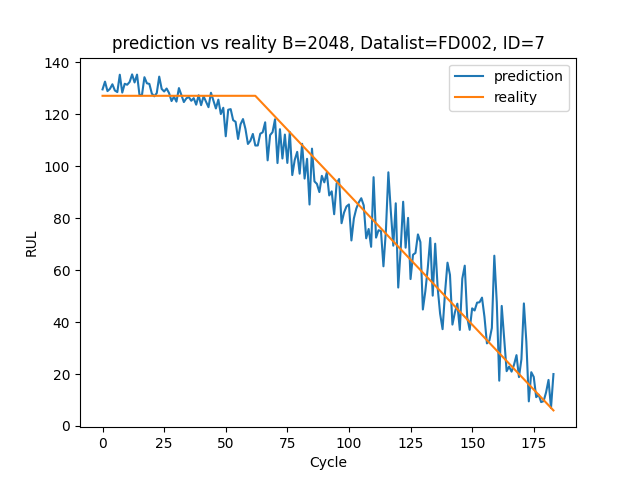 prediction vs reality B=2048, Datalist=FD002, ID=7
prediction
reality
140
120
100
80
60
40
20
0
RUL
0 25 50 75 100 125 150 175
Cycle